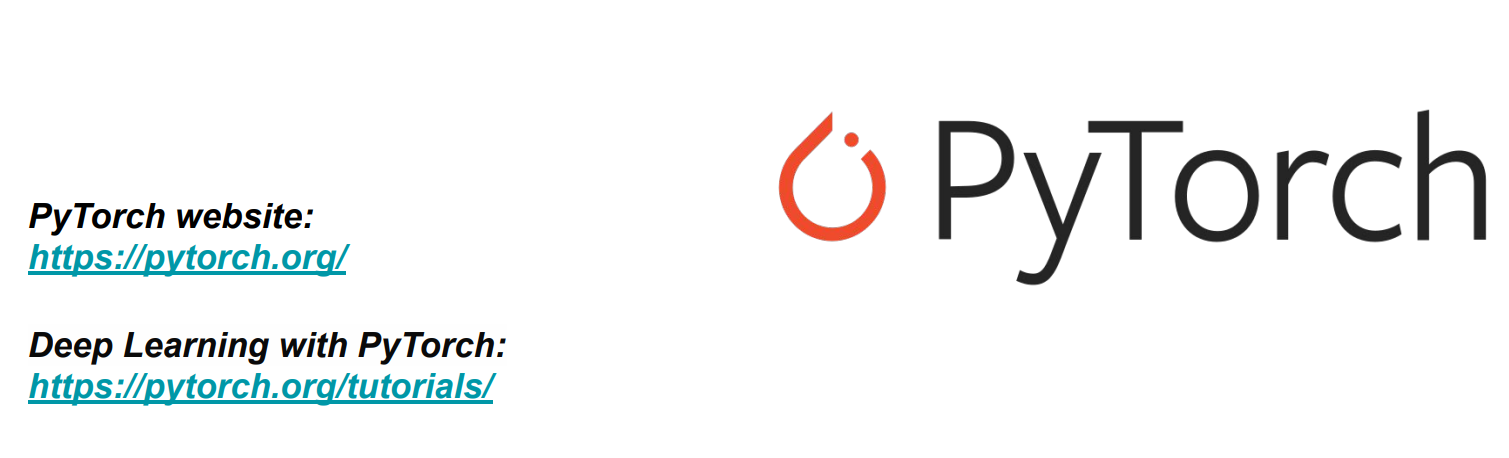 PyTorch
PyTorch website:
https://pytorch.org/
Deep Learning with PyTorch:
https://pytorch.org/tutorials/